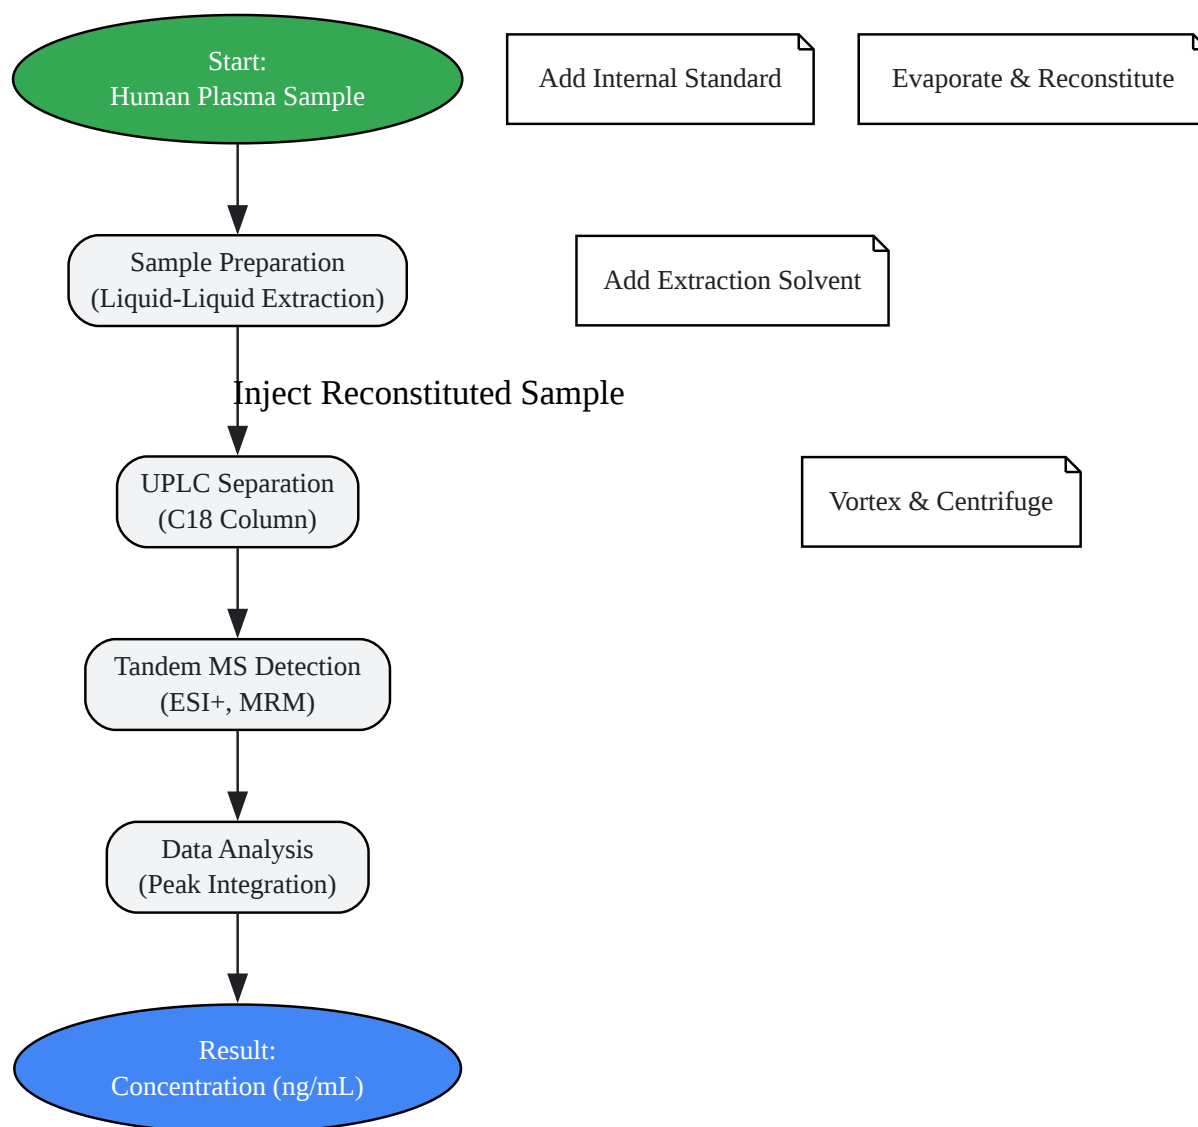 Start:
Human Plasma Sample
Add Internal Standard
Evaporate & Reconstitute
Sample Preparation
(Liquid-Liquid Extraction)
Add Extraction Solvent
Inject Reconstituted Sample
UPLC Separation
(C18 Column)
Vortex & Centrifuge
Tandem MS Detection
(ESI+, MRM)
Data Analysis
(Peak Integration)
Result:
Concentration (ng/mL)